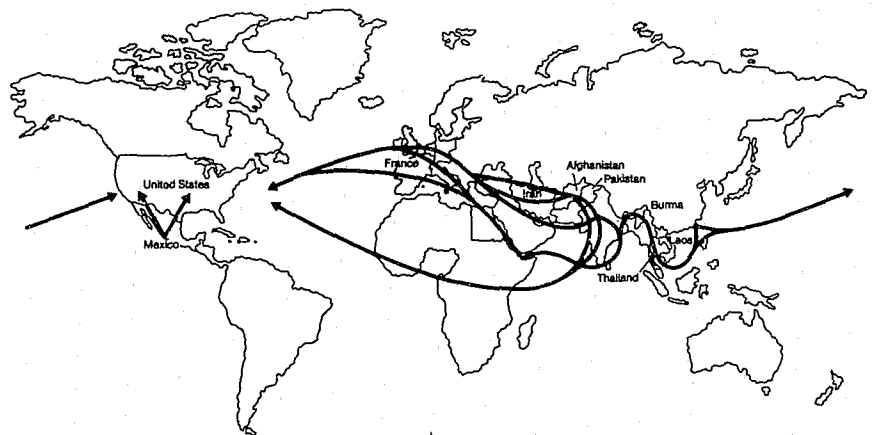 France
Afghanistan
Pakistan
Iran
United States
Burma
Mexico
Laos
Thailand